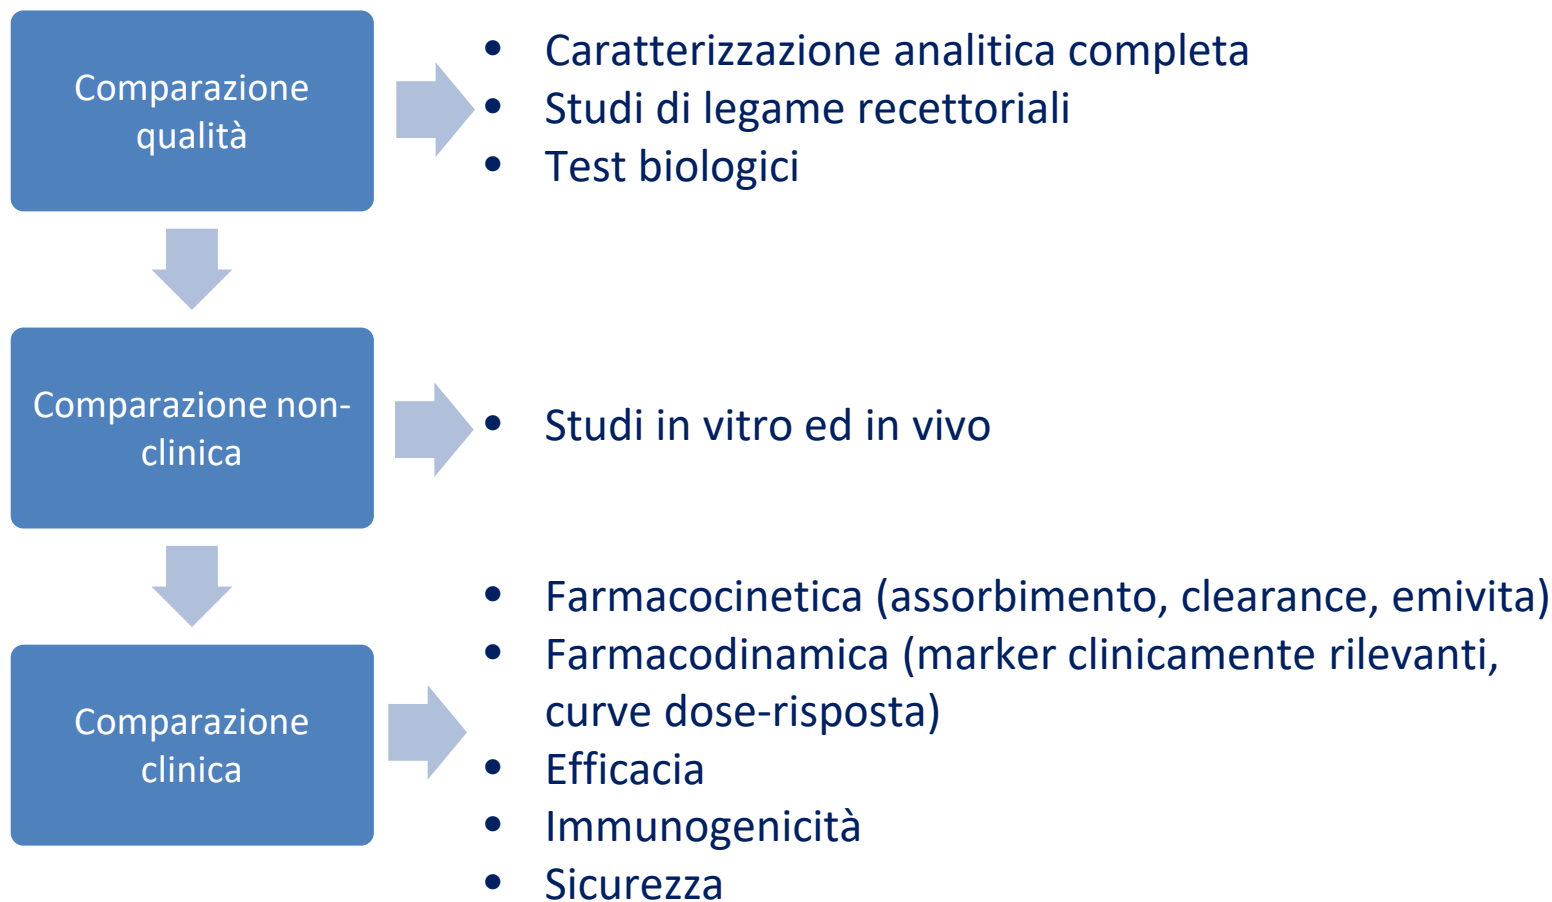 Comparazione
qualità
• Caratterizzazione analitica completa
• Studi di legame recettoriali
• Test biologici
Comparazione non-
clinica
• Studi in vitro ed in vivo
Comparazione
clinica
• Farmacocinetica (assorbimento, clearance, emivita)
• Farmacodinamica (marker clinicamente rilevanti,
curve dose-risposta)
• Efficacia
• Immunogenicità
• Sicurezza